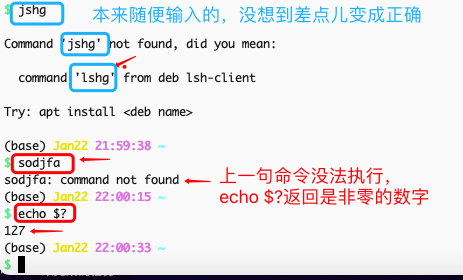 $ jshg 本来随便输入的，没想到差点儿变成正确
Command 'jshg' not found, did you mean:
command 'lshg' from deb lsh-client
Try: apt install <deb name>
(base) Jan22 21:59:38 ~
$ sodjfa
sodjfa: command not found
上一句命令没法执行，
echo $?返回是非零的数字
(base) Jan22 22:00:15 ~
$ echo $?
127
(base) Jan22 22:00:33 ~
$